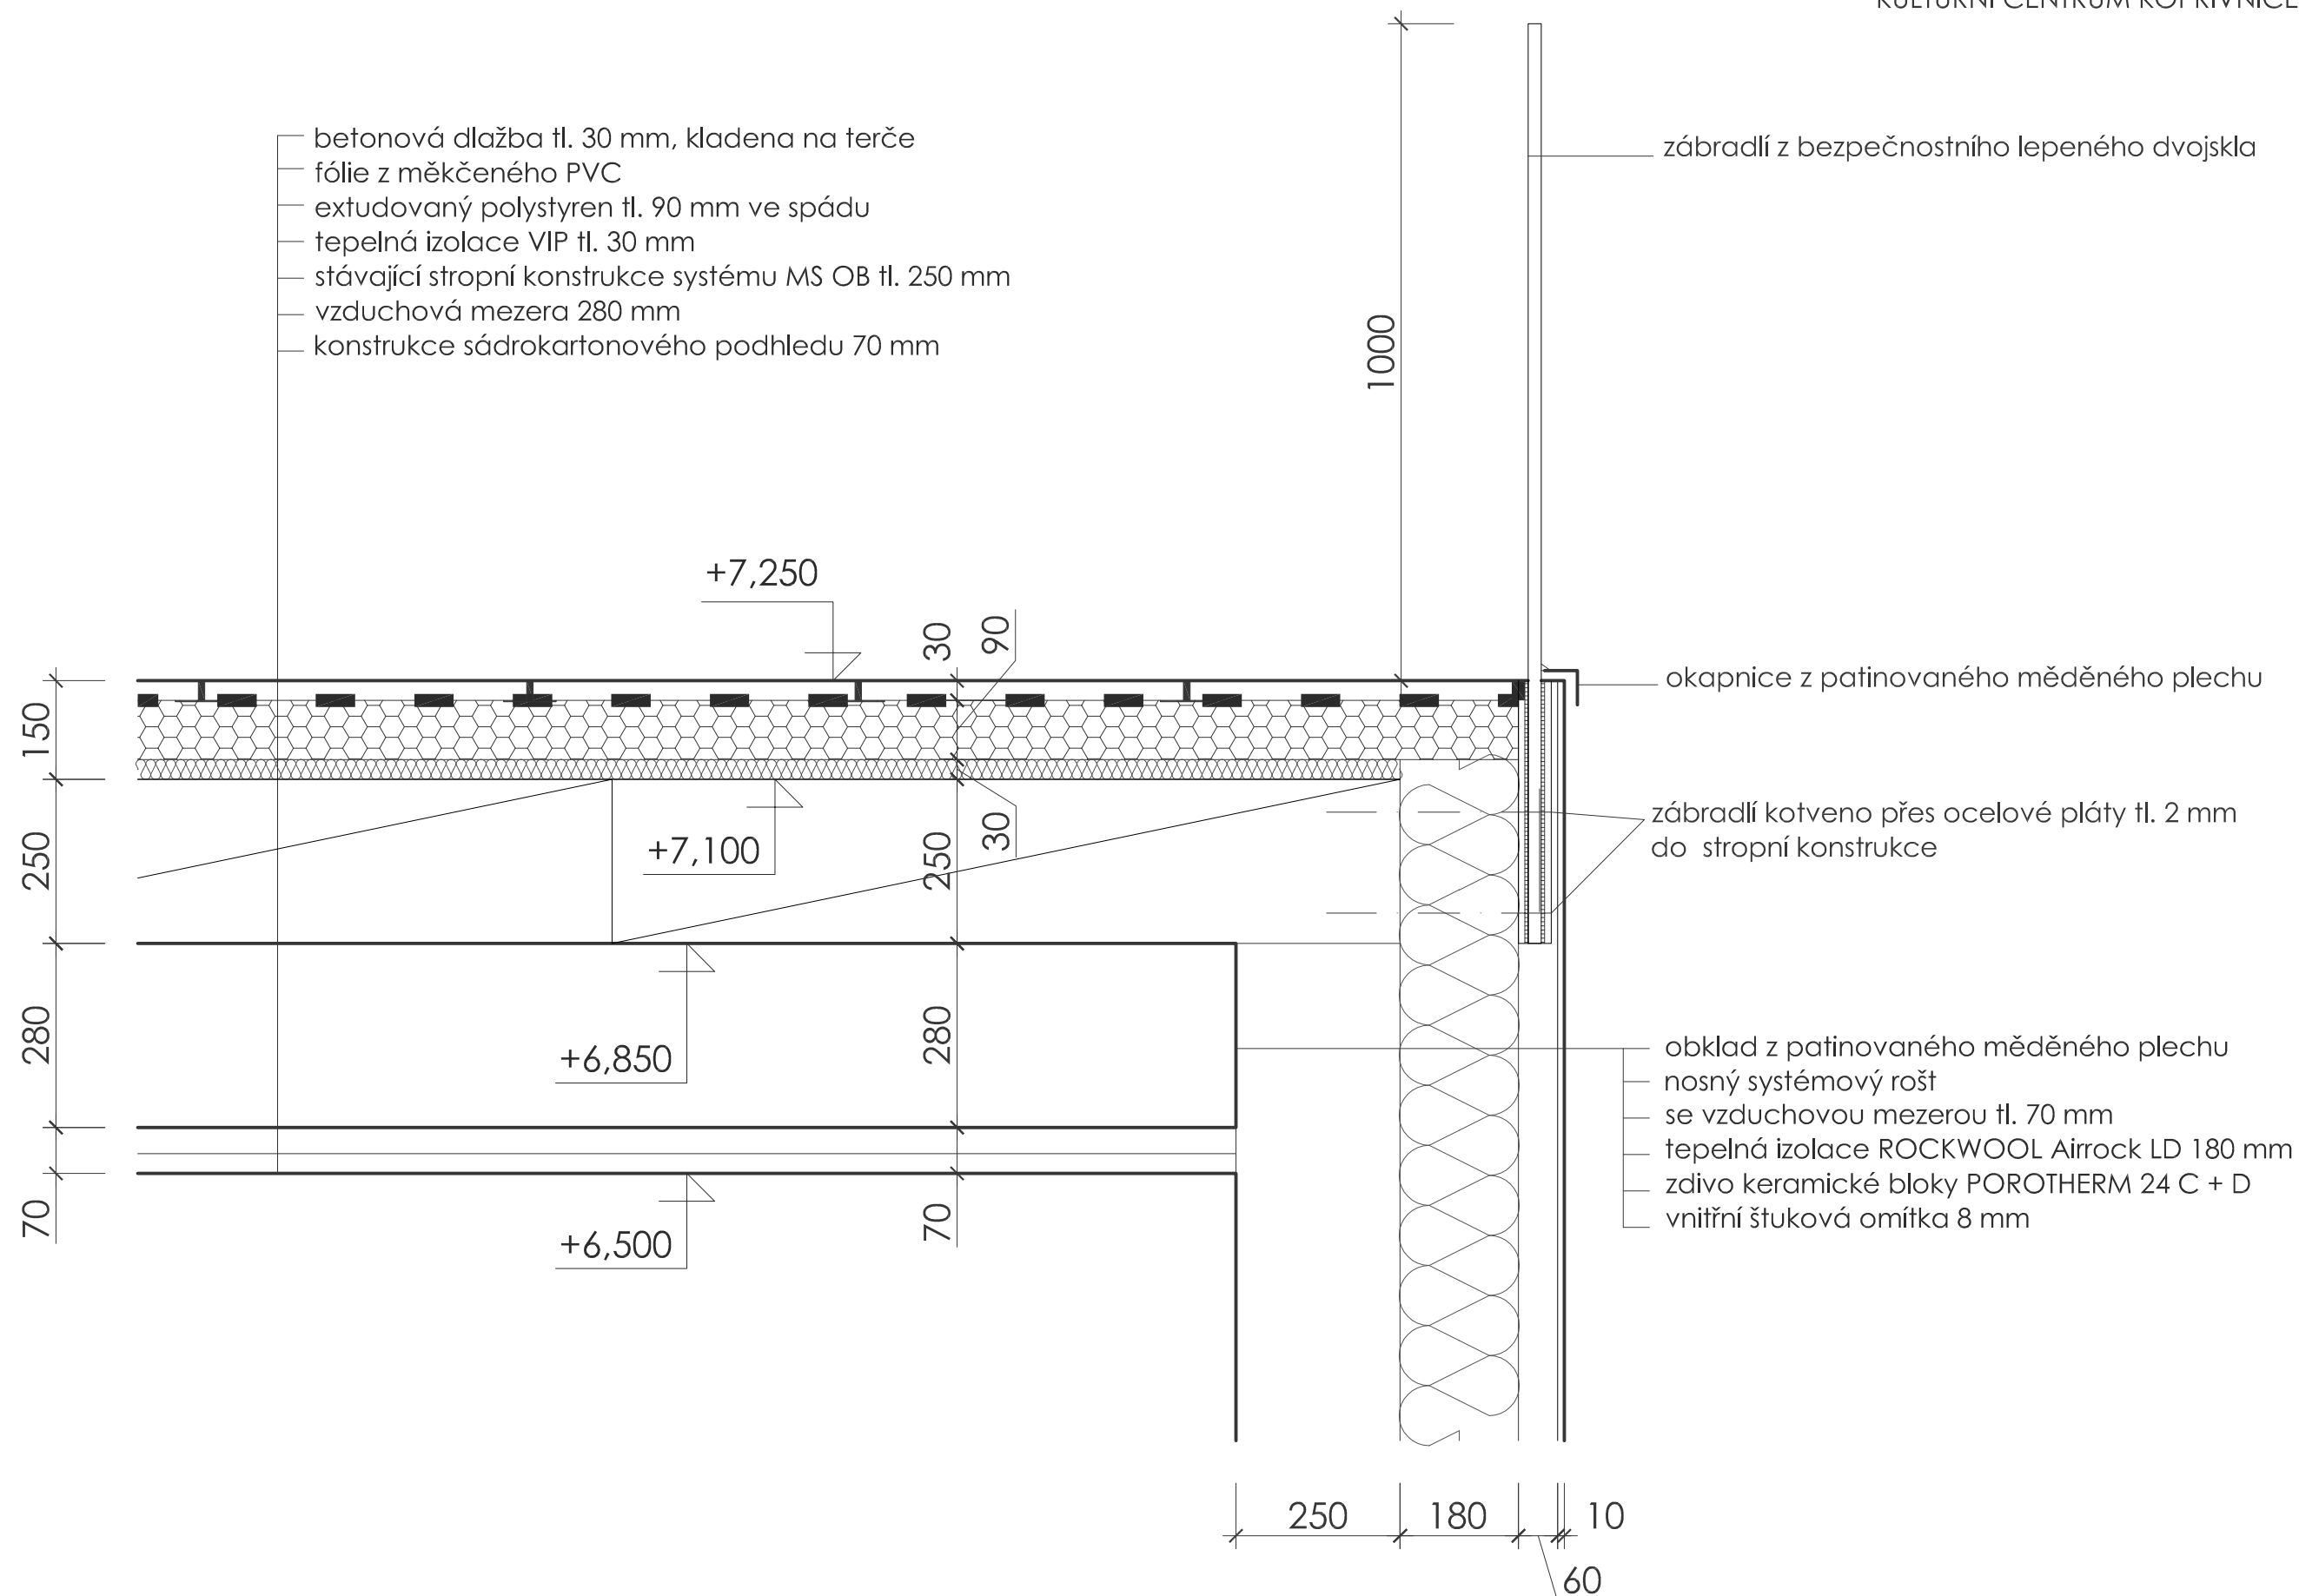 KULTURNÍ CENTRUM KOPŘIVNICE
betonová dlažba tl. 30 mm, kladena na terče
fólie z měkčeného PVC
extudovaný polystyren tl. 90 mm ve spádu
tepelná izolace VIP tl. 30 mm
stávající stropní konstrukce systému MS OB tl. 250 mm
vzduchová mezera 280 mm
konstrukce sádrokartonového podhledu 70 mm
zábradlí z bezpečnostního lepeného dvojskla
1000
+7,250
30
90
okapnice z patinovaného měděného plechu
150
250
280
70
+7,100
30
250
280
70
zábradlí kotveno přes ocelové pláty tl. 2 mm
do stropní konstrukce
+6,850
+6,500
obklad z patinovaného měděného plechu
nosný systémový rošt
se vzduchovou mezerou tl. 70 mm
tepelná izolace ROCKWOOL Airrock LD 180 mm
zdivo keramické bloky POROTHERM 24 C + D
vnitřní štuková omítka 8 mm
250
180
10
60